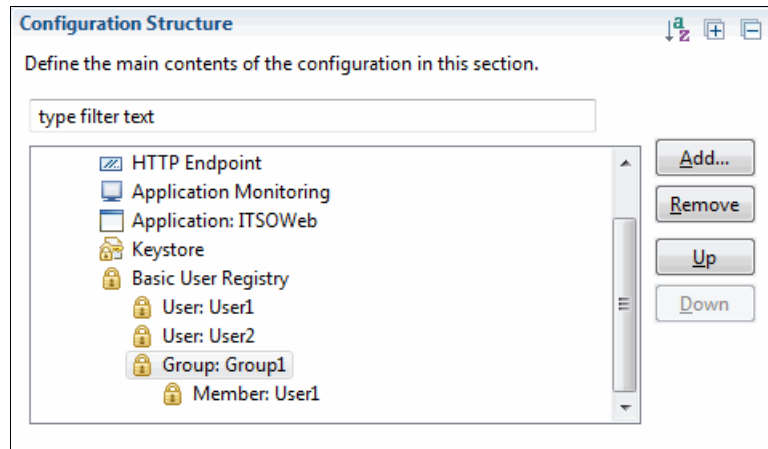 Configuration Structure
a
z
Define the main contents of the configuration in this section.
type filter text
HTTP Endpoint
Application Monitoring
Application: ITSOWeb
Keystore
Basic User Registry
User: User1
User: User2
Group: Group1
Member: User1
Add...
Remove
Up
Down